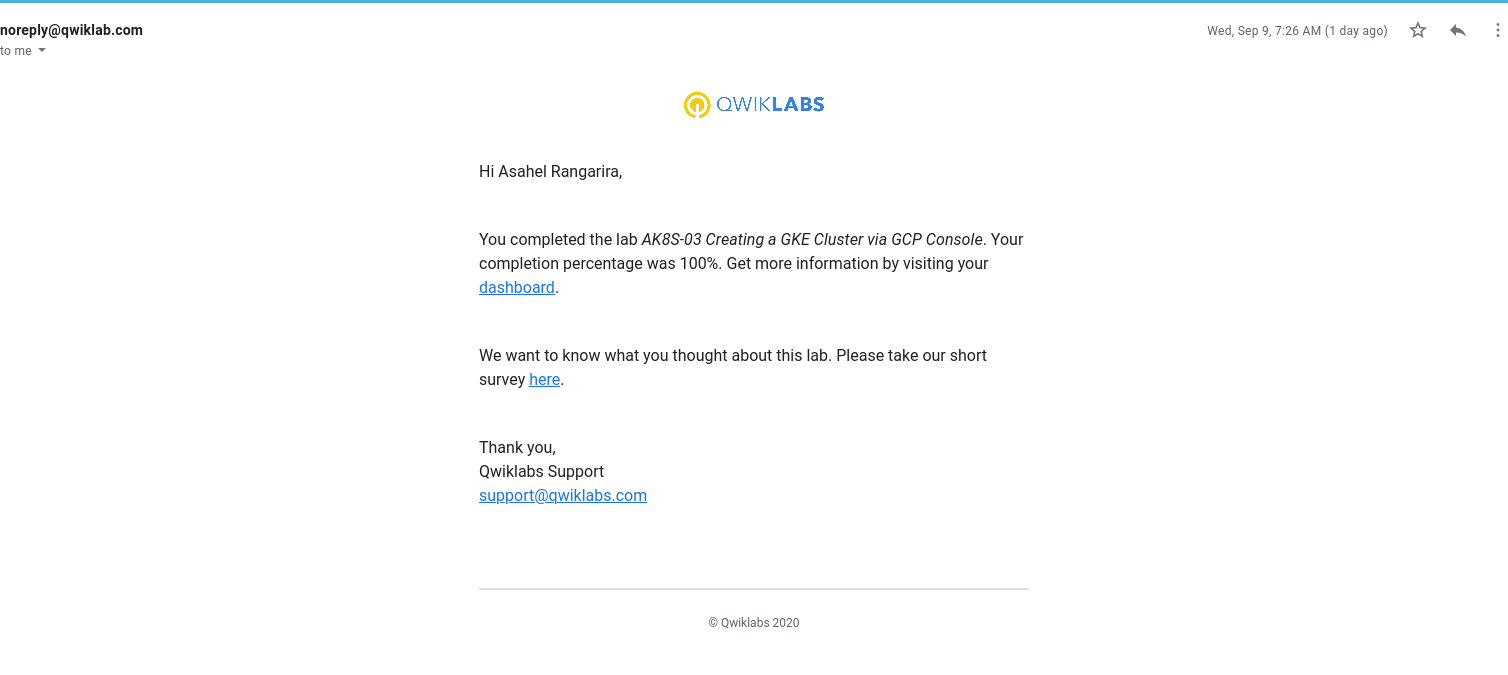 noreply@qwiklab.com
Wed, Sep 9, 7:26 AM (1 day ago)
to me
QWIKLABS
Hi Asahel Rangarira,
You completed the lab AK8S-03 Creating a GKE Cluster via GCP Console. Your
completion percentage was 100%. Get more information by visiting your
dashboard.
We want to know what you thought about this lab. Please take our short
survey here.
Thank you,
Qwiklabs Support
support@qwiklabs.com
© Qwiklabs 2020